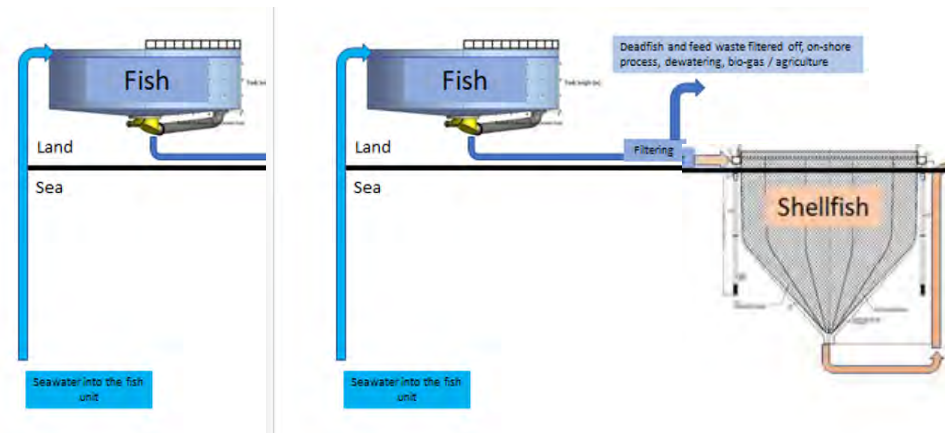 Fish
Land
Sea
Seawater into the fish
unit
Fish
Land
Sea
Seawater into the fish
unit
Deadfish and feed waste filtered off, on-shore
process, dewatering, bio-gas / agriculture
Filtering
Shellfish